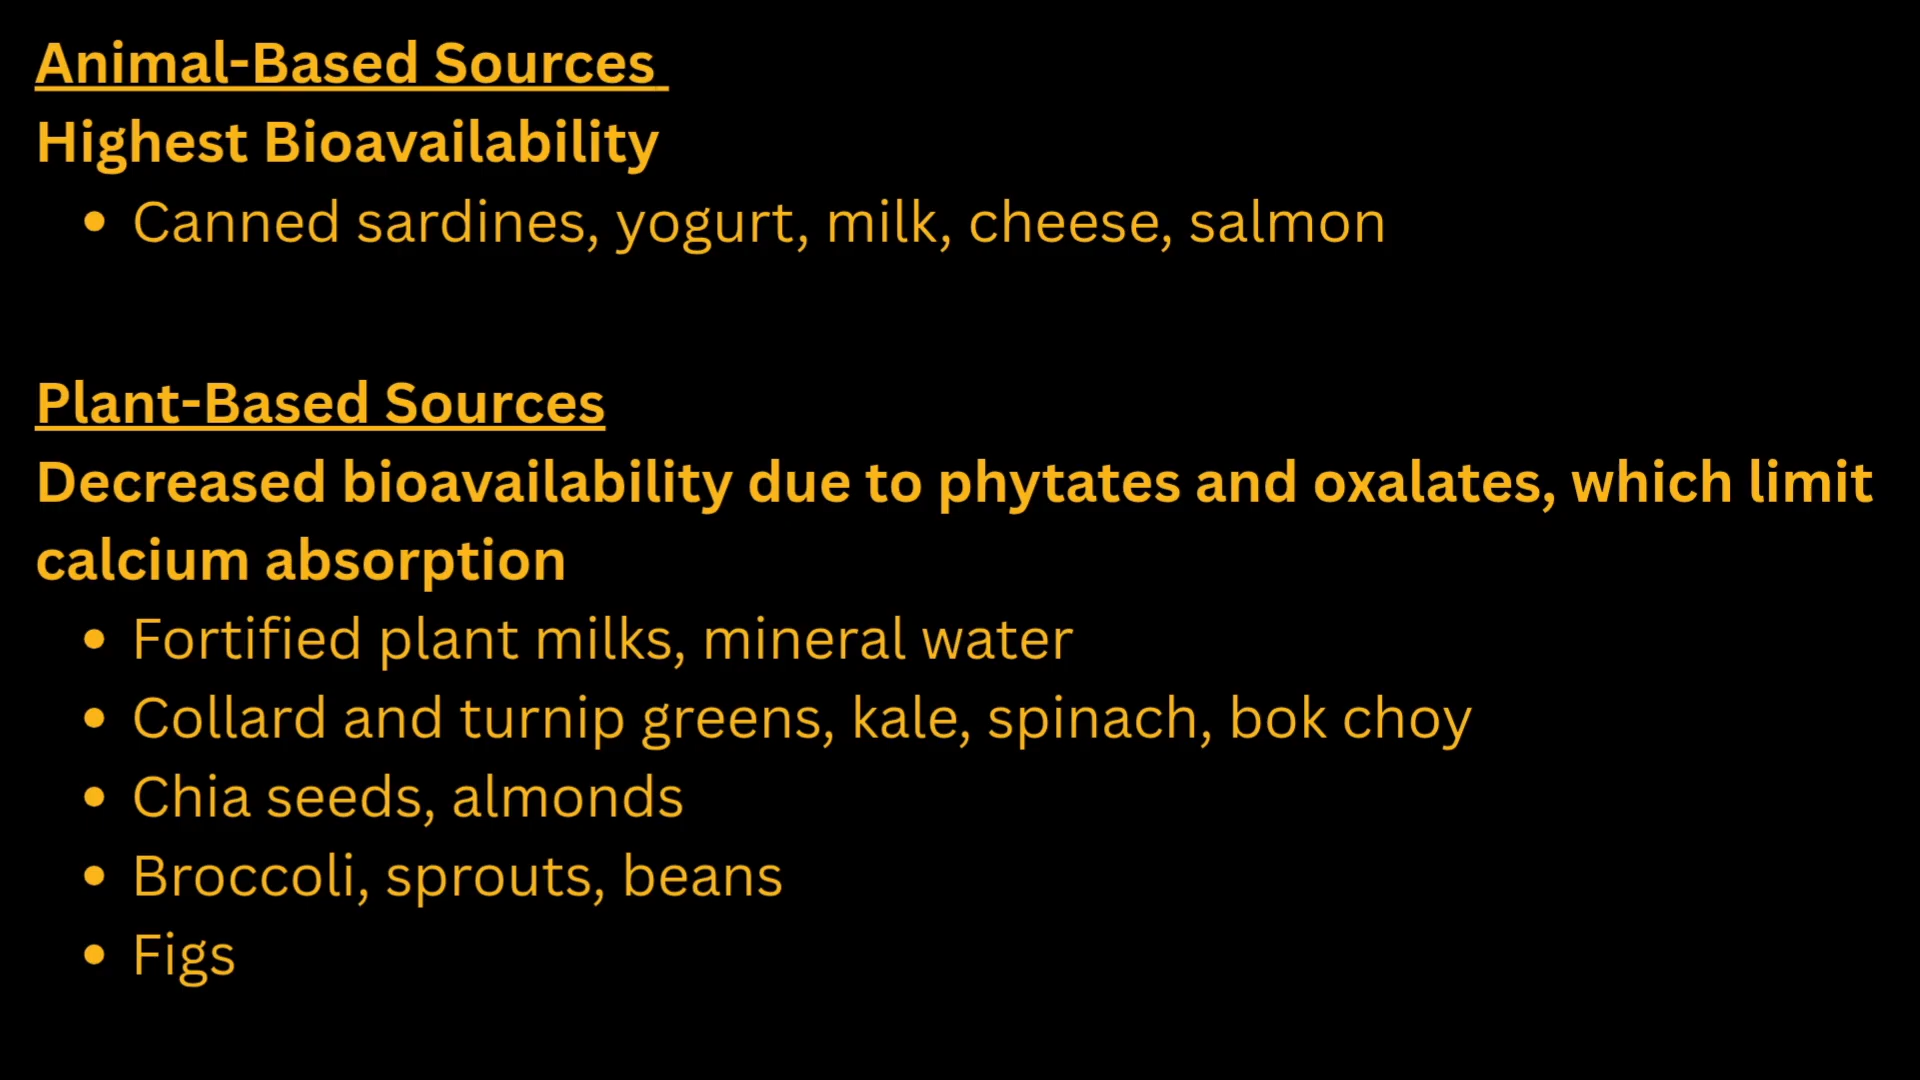 Animal-Based Sources
Highest Bioavailability
• Canned sardines, yogurt, milk, cheese, salmon
Plant-Based Sources
Decreased bioavailability due to phytates and oxalates, which limit
calcium absorption
• Fortified plant milks, mineral water
• Collard and turnip greens, kale, spinach, bok choy
• Chia seeds, almonds
• Broccoli, sprouts, beans
• Figs